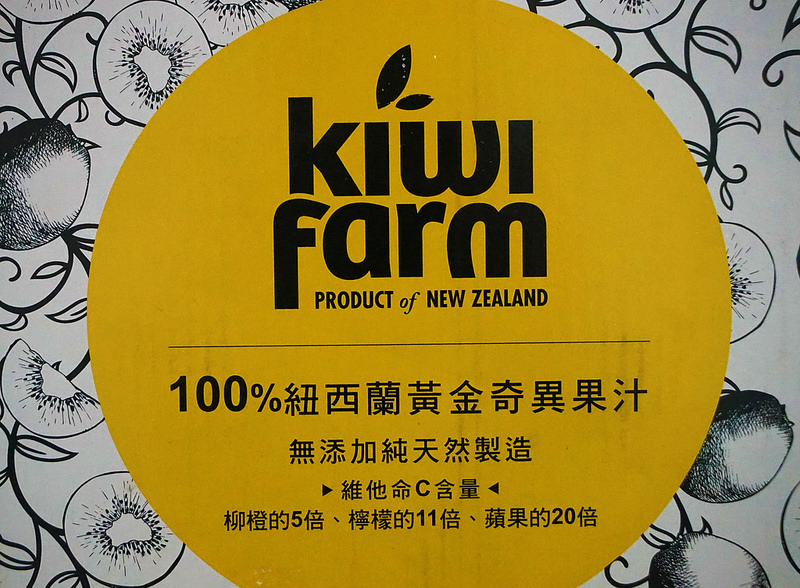 kiwi
farm
PRODUCT of NEW ZEALAND
100%紐西蘭黃金奇異果汁
無添加純天然製造
▶維他命C含量◀
柳橙的5倍、檸檬的11倍、蘋果的20倍